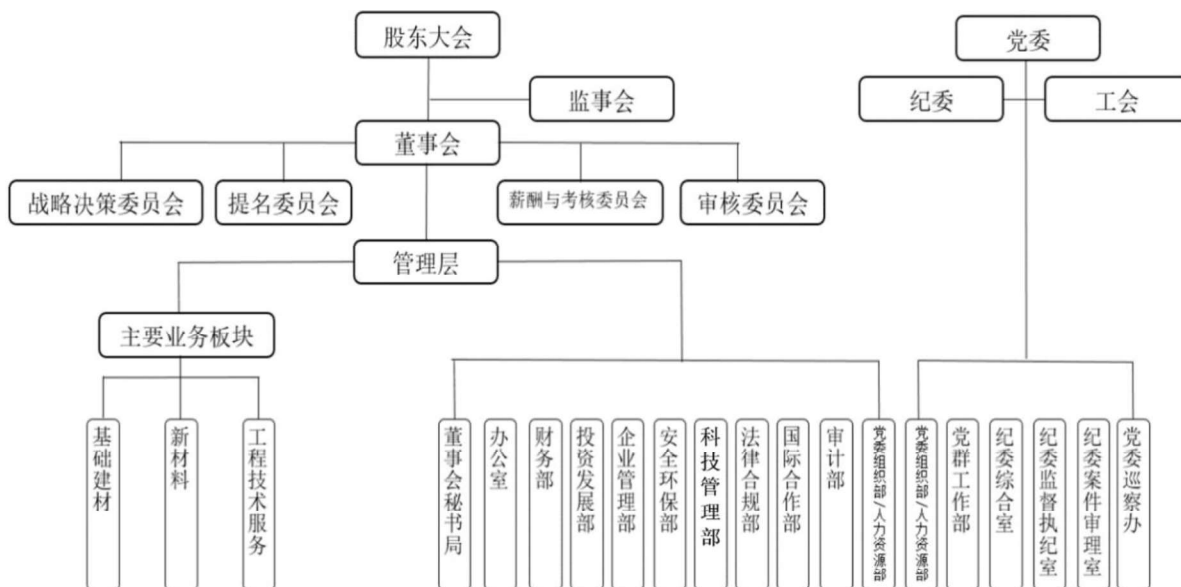 股东大会
党委
监事会
纪委
工会
董事会
战略决策委员会
提名委员会
薪酬与考核委员会
审核委员会
管理层
主要业务板块
基础建材
新材料
工程技术服务
董事会秘书局
办公室
财务部
投资发展部
企业管理部
安全环保部
科技管理部
法律合规部
国际合作部
审计部
党委组织部/人力资源部
党委组织部/人力资源部
党群工作部
纪委综合室
纪委监督执纪室
纪委案件审理室
党委巡察办